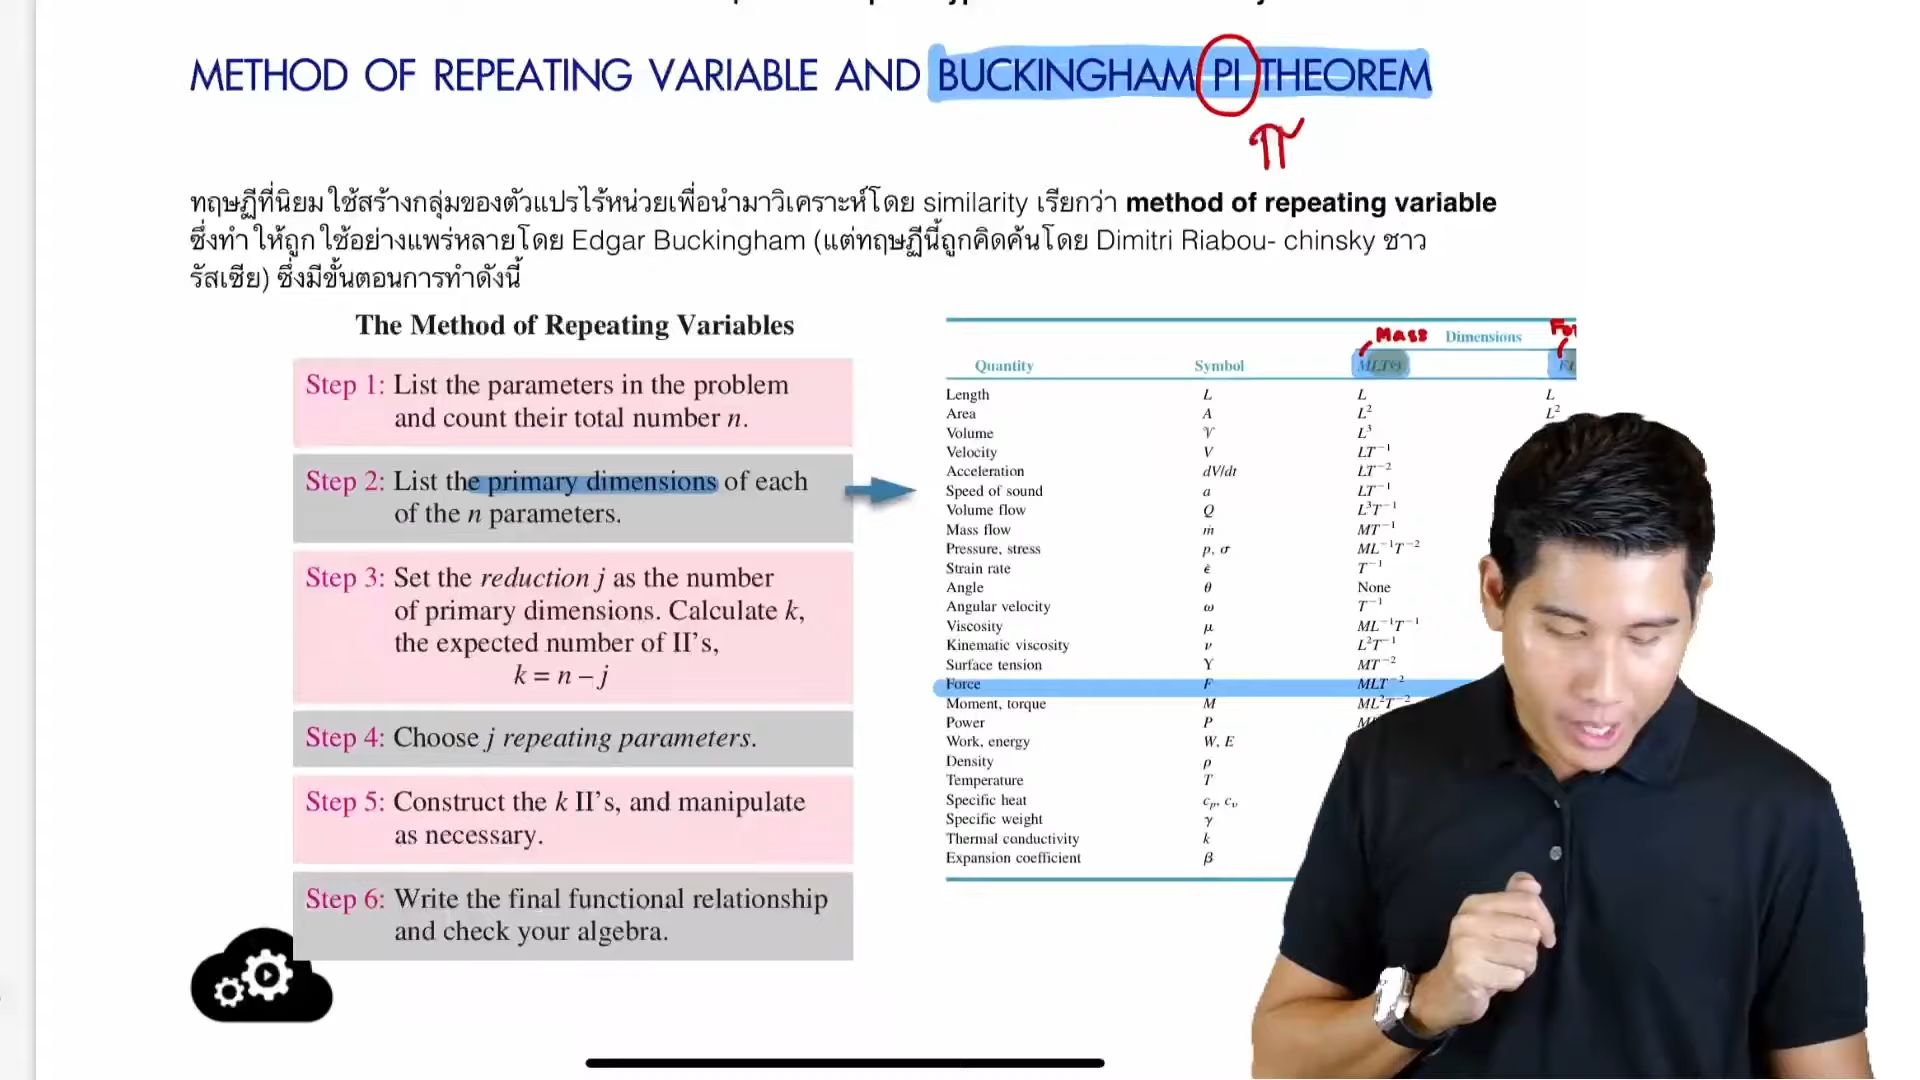 METHOD OF REPEATING VARIABLE AND BUCKINGHAM PI THEOREM
π
ทฤษฏีที่นิยมใช้สร้างกลุ่มของตัวแปรไร้หน่วยเพื่อนำมาวิเคราะห์โดย similarity เรียกว่า method of repeating variable
ซึ่งทำให้ถูกใช้อย่างแพร่หลายโดย Edgar Buckingham (แต่ทฤษฏีนี้ถูกคิดค้นโดย Dimitri Riabou- chinsky ชาว
รัสเซีย) ซึ่งมีขั้นตอนการทำดังนี้
The Method of Repeating Variables
Step 1: List the parameters in the problem
and count their total number n.
Step 2: List the primary dimensions of each
of the n parameters.
Step 3: Set the reduction j as the number
of primary dimensions. Calculate k,
the expected number of II's,
k = n – j
Step 4: Choose j repeating parameters.
Step 5: Construct the k II's, and manipulate
as necessary.
Step 6: Write the final functional relationship
and check your algebra.
Mass Dimensions
Quantity Symbol MLTΘ
Length L L L
Area A L² L²
Volume 𝒱 L³
Velocity V LT⁻¹
Acceleration dV/dt LT⁻²
Speed of sound a LT⁻¹
Volume flow Q L³T⁻¹
Mass flow ṁ MT⁻¹
Pressure, stress p, σ ML⁻¹T⁻²
Strain rate ε̇ T⁻¹
Angle θ None
Angular velocity ω T⁻¹
Viscosity μ ML⁻¹T⁻¹
Kinematic viscosity ν L²T⁻¹
Surface tension Υ MT⁻²
Force F MLT⁻²
Moment, torque M ML²T⁻²
Power P
Work, energy W, E
Density ρ
Temperature T
Specific heat cₚ, cᵥ
Specific weight γ
Thermal conductivity k
Expansion coefficient β